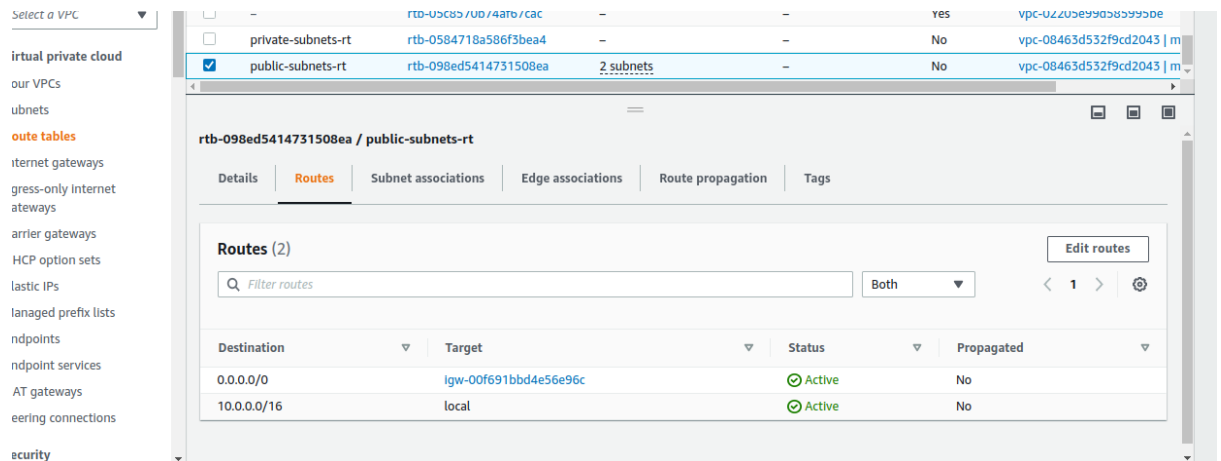 Select a VPC
irtual private cloud
our VPCs
ubnets
oute tables
nternet gateways
gress-only internet
ateways
arrier gateways
HCP option sets
lastic IPs
anaged prefix lists
ndpoints
ndpoint services
AT gateways
eering connections
ecurity
– rtb-05c8570b74af67cac – – Yes vpc-02205e99d585995be
private-subnets-rt rtb-0584718a586f3bea4 – – No vpc-08463d532f9cd2043 | m
public-subnets-rt rtb-098ed5414731508ea 2 subnets – No vpc-08463d532f9cd2043 | m
rtb-098ed5414731508ea / public-subnets-rt
Details Routes Subnet associations Edge associations Route propagation Tags
Routes (2) Edit routes
Filter routes Both 1
Destination Target Status Propagated
0.0.0.0/0 igw-00f691bbd4e56e96c Active No
10.0.0.0/16 local Active No